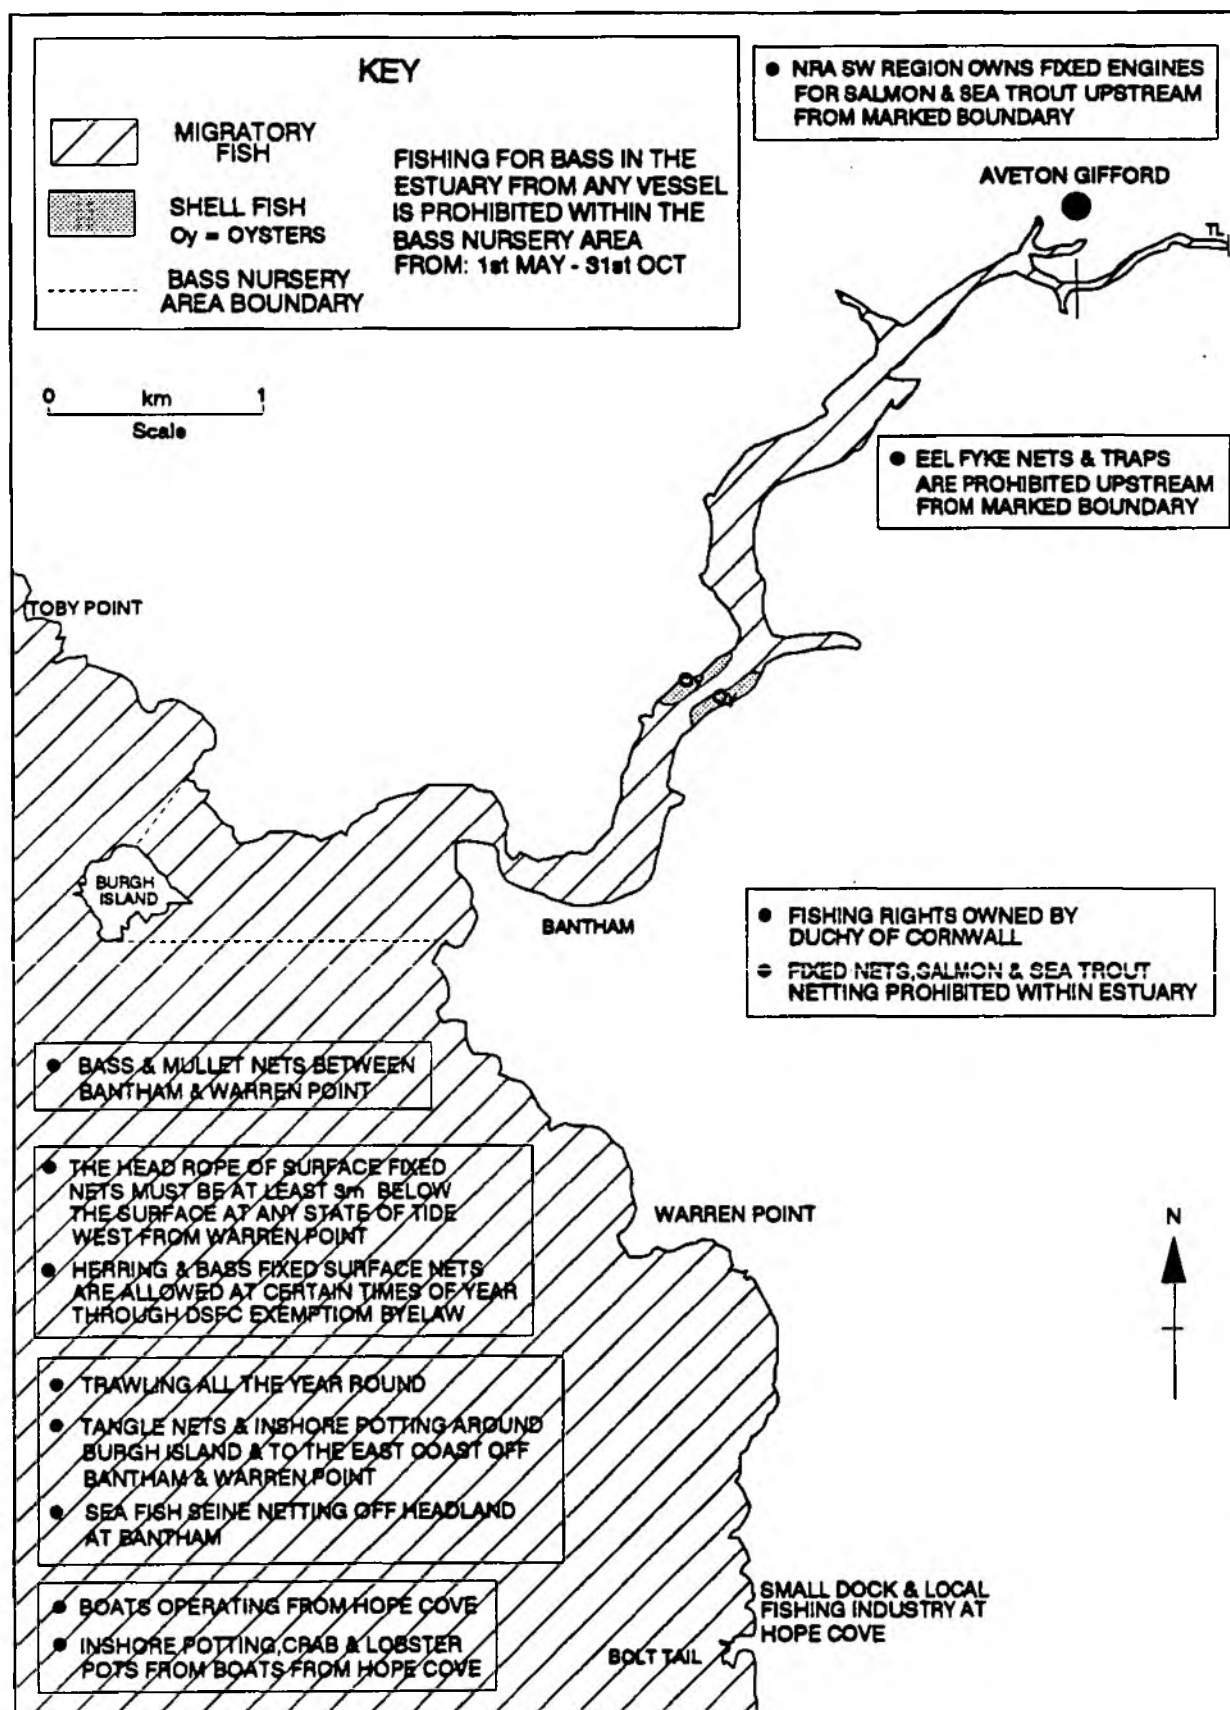 KEY
MIGRATORY
FISH
SHELL FISH
Oy = OYSTERS
BASS NURSERY
AREA BOUNDARY
FISHING FOR BASS IN THE
ESTUARY FROM ANY VESSEL
IS PROHIBITED WITHIN THE
BASS NURSERY AREA
FROM: 1st MAY - 31st OCT
● NRA SW REGION OWNS FIXED ENGINES
FOR SALMON & SEA TROUT UPSTREAM
FROM MARKED BOUNDARY
AVETON GIFFORD
TL
0 km 1
Scale
● EEL FYKE NETS & TRAPS
ARE PROHIBITED UPSTREAM
FROM MARKED BOUNDARY
TOBY POINT
Oy
Oy
BURGH
ISLAND
BANTHAM
● FISHING RIGHTS OWNED BY
DUCHY OF CORNWALL
● FIXED NETS, SALMON & SEA TROUT
NETTING PROHIBITED WITHIN ESTUARY
● BASS & MULLET NETS BETWEEN
BANTHAM & WARREN POINT
● THE HEAD ROPE OF SURFACE FIXED
NETS MUST BE AT LEAST 3m BELOW
THE SURFACE AT ANY STATE OF TIDE
WEST FROM WARREN POINT
● HERRING & BASS FIXED SURFACE NETS
ARE ALLOWED AT CERTAIN TIMES OF YEAR
THROUGH DSFC EXEMPTIOM BYELAW
WARREN POINT
N
● TRAWLING ALL THE YEAR ROUND
● TANGLE NETS & INSHORE POTTING AROUND
BURGH ISLAND & TO THE EAST COAST OFF
BANTHAM & WARREN POINT
● SEA FISH SEINE NETTING OFF HEADLAND
AT BANTHAM
● BOATS OPERATING FROM HOPE COVE
● INSHORE POTTING, CRAB & LOBSTER
POTS FROM BOATS FROM HOPE COVE
SMALL DOCK & LOCAL
FISHING INDUSTRY AT
HOPE COVE
BOLT TAIL